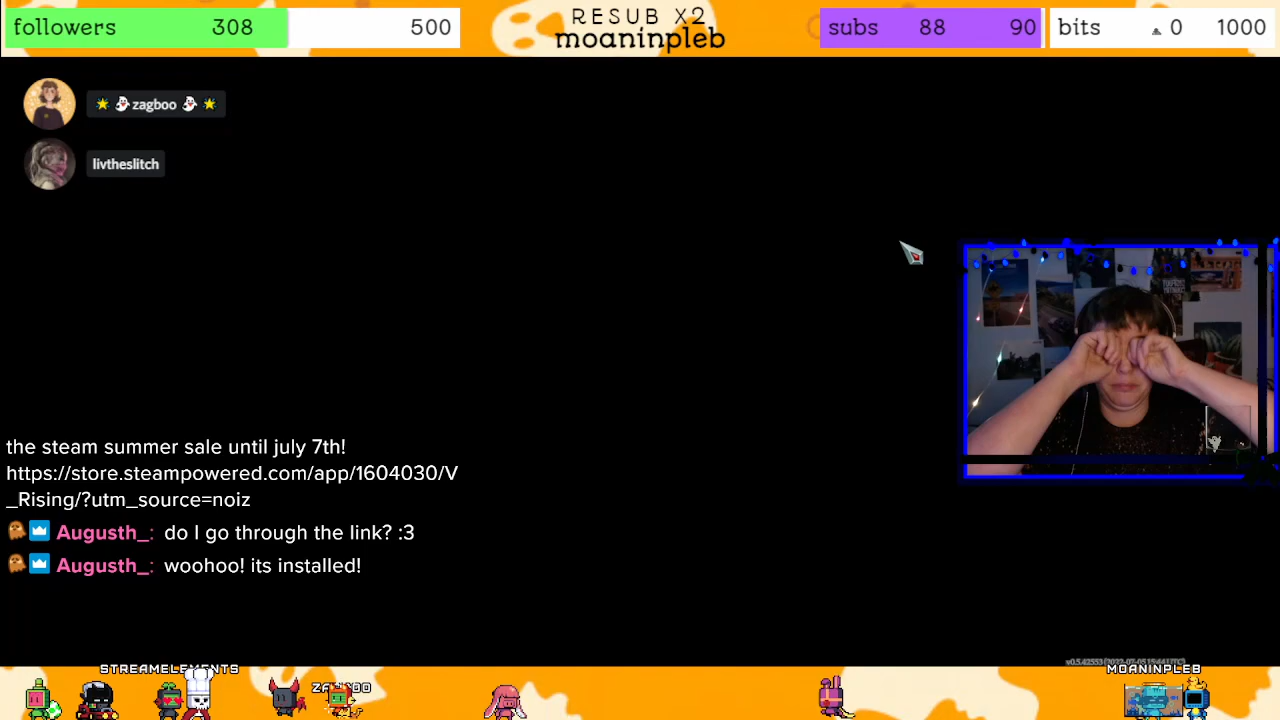 followers 308 500
RESUB X2
moaninpleb
subs 88 90
bits 0 1000
zagboo
livtheslitch
the steam summer sale until july 7th!
https://store.steampowered.com/app/1604030/V
_Rising/?utm_source=noiz
Augusth_: do I go through the link? :3
Augusth_: woohoo! its installed!
STREAMELEMENTS
MOANINPLEB